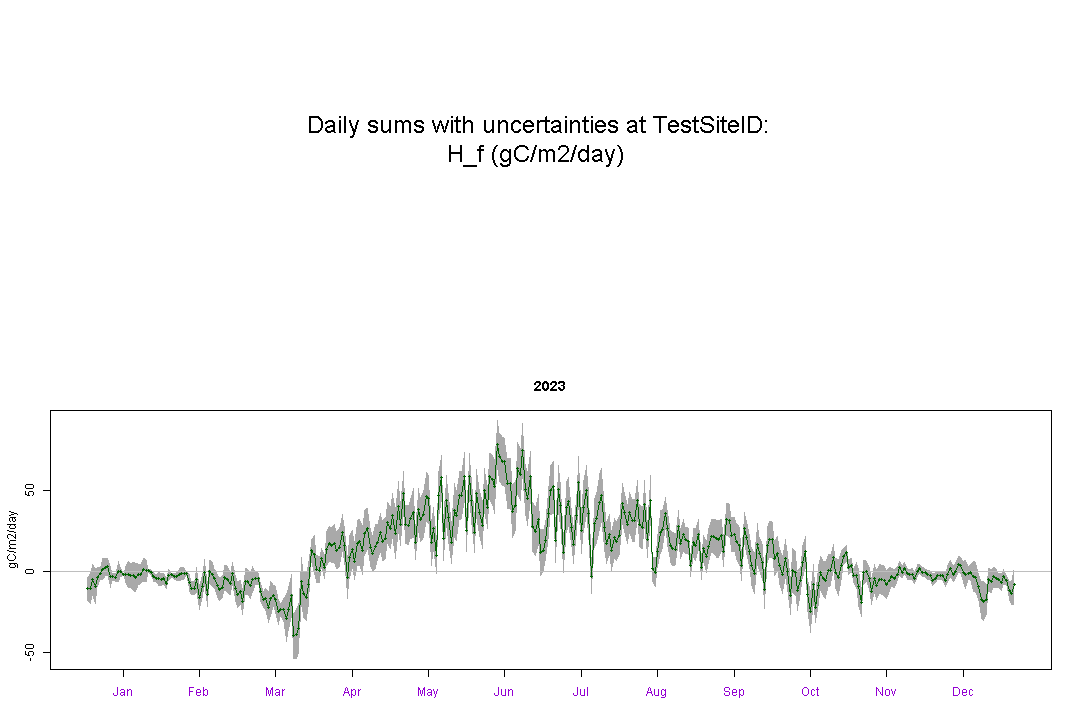 Daily sums with uncertainties at TestSiteID:
H_f (gC/m2/day)
2023
gC/m2/day
50
0
-50
Jan Feb Mar Apr May Jun Jul Aug Sep Oct Nov Dec